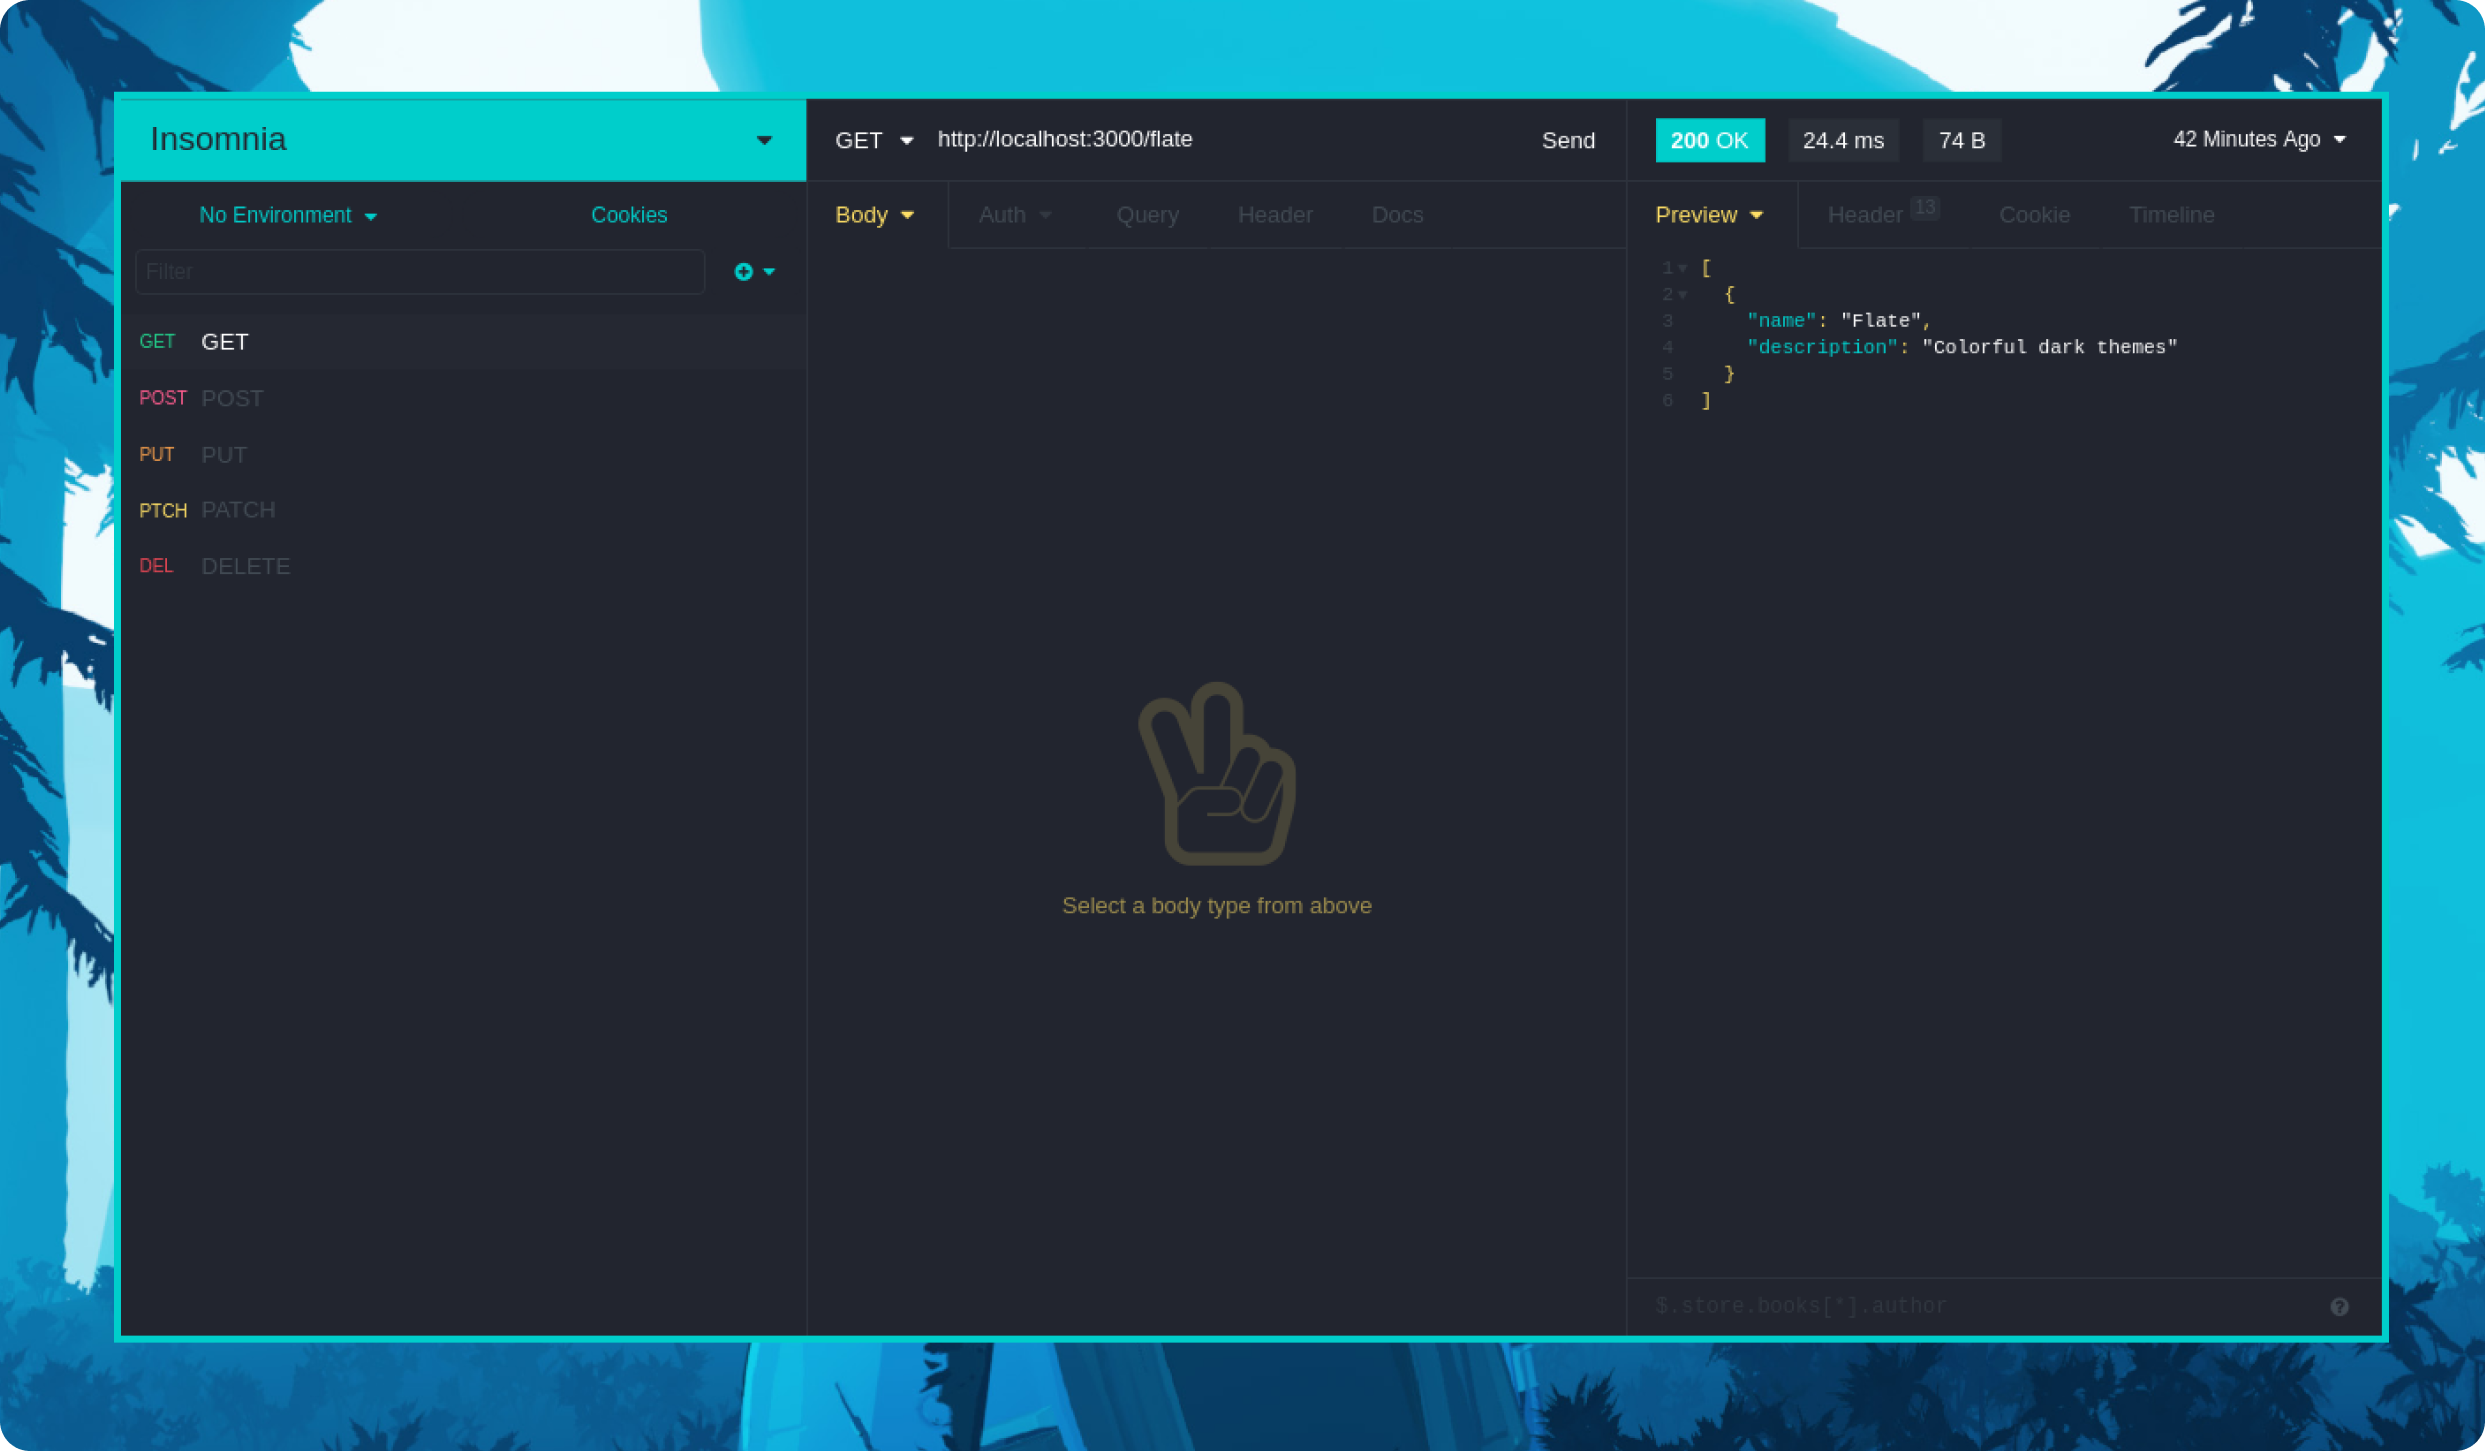 Insomnia
GET http://localhost:3000/flate Send
200 OK 24.4 ms 74 B 42 Minutes Ago
No Environment Cookies
Body Auth Query Header Docs
Preview Header 13 Cookie Timeline
Filter
GET GET
POST POST
PUT PUT
PTCH PATCH
DEL DELETE
Select a body type from above
1 [
2 {
3 "name": "Flate",
4 "description": "Colorful dark themes"
5 }
6 ]
$.store.books[*].author